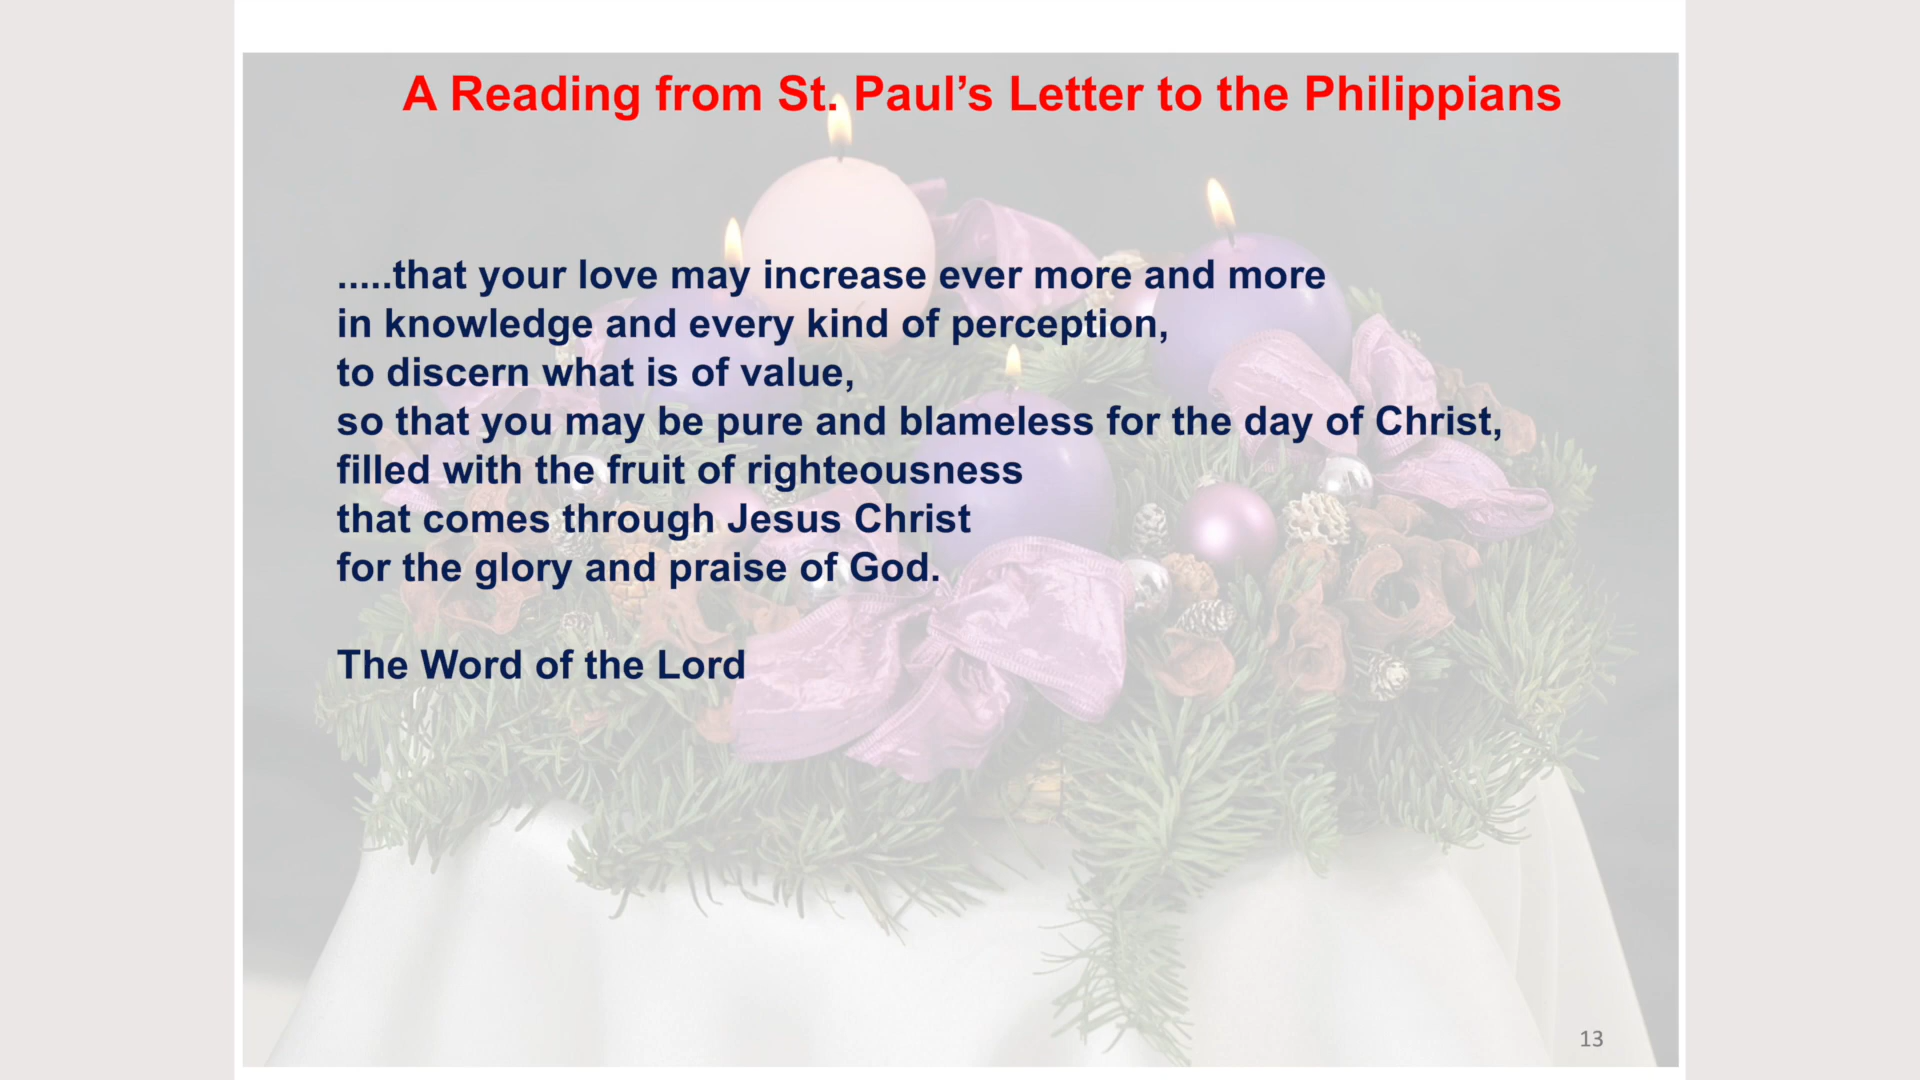 A Reading from St. Paul’s Letter to the Philippians
.....that your love may increase ever more and more
in knowledge and every kind of perception,
to discern what is of value,
so that you may be pure and blameless for the day of Christ,
filled with the fruit of righteousness
that comes through Jesus Christ
for the glory and praise of God.
The Word of the Lord
13